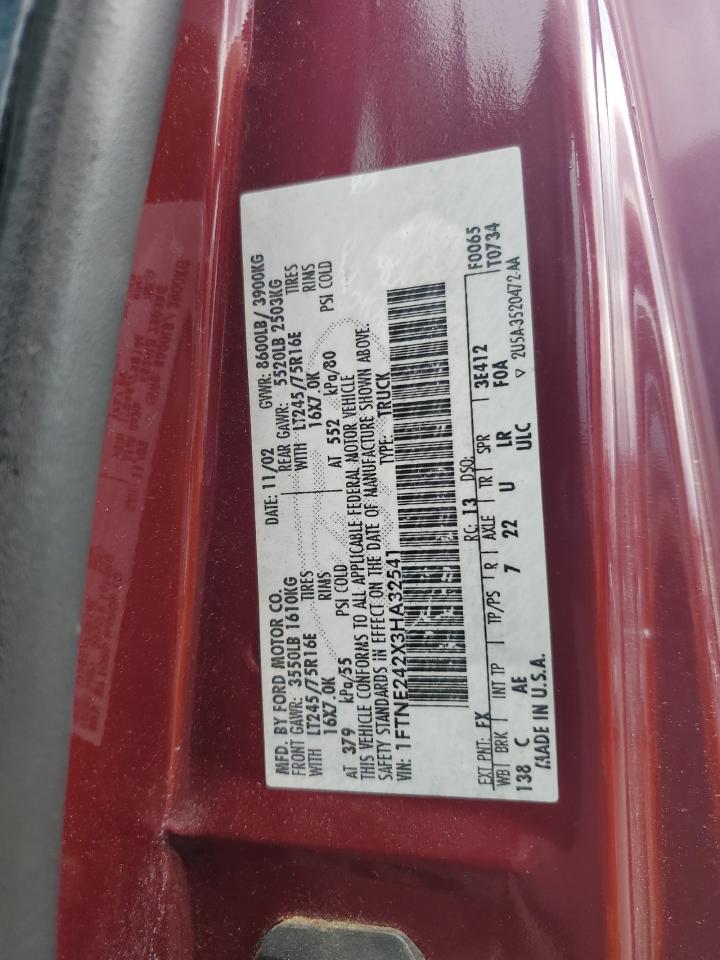 MFD. BY FORD MOTOR CO.
DATE: 11/02 GVWR: 8600LB/ 3900KG
FRONT GAWR: 3550LB 1610KG REAR GAWR: 5520LB 2503KG
WITH LT245/75R16E TIRES WITH LT245/75R16E TIRES
16X7.0K RIMS 16X7.0K RIMS
AT 379 kPa/55 PSI COLD AT 552 kPa/80 PSI COLD
THIS VEHICLE CONFORMS TO ALL APPLICABLE FEDERAL MOTOR VEHICLE
SAFETY STANDARDS IN EFFECT ON THE DATE OF MANUFACTURE SHOWN ABOVE.
VIN: 1FTNE242X3HA32541 TYPE: TRUCK
F0065
T0734
EXT PNT: FX RC: 13 DSO: 3E412
WB BRK INT TP TP/PS R AXLE TR SPR F0A
138 C AE 7 22 U LR ULC
MADE IN U.S.A. ▽ 2U5A-3520472-AA